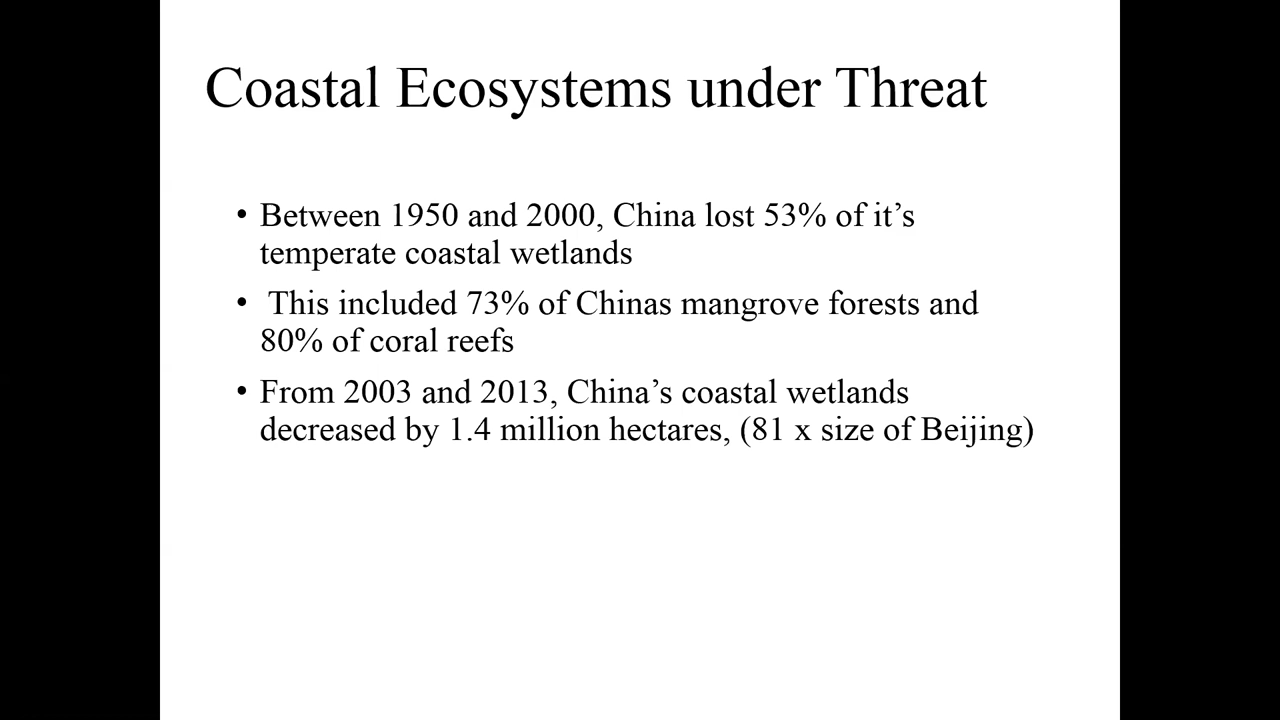 Coastal Ecosystems under Threat
• Between 1950 and 2000, China lost 53% of it’s
temperate coastal wetlands
• This included 73% of Chinas mangrove forests and
80% of coral reefs
• From 2003 and 2013, China’s coastal wetlands
decreased by 1.4 million hectares, (81 x size of Beijing)